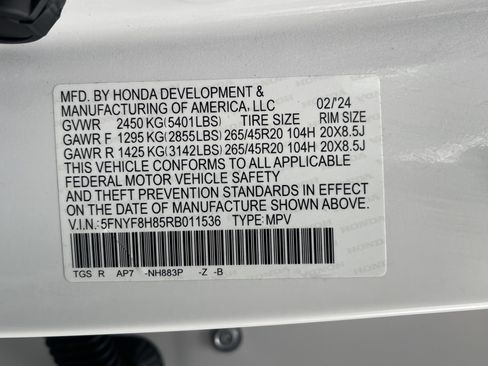 MFD. BY HONDA DEVELOPMENT &
MANUFACTURING OF AMERICA, LLC 02/'24
GVWR 2450 KG(5401LBS) TIRE SIZE RIM SIZE
GAWR F 1295 KG(2855LBS) 265/45R20 104H 20X8.5J
GAWR R 1425 KG(3142LBS) 265/45R20 104H 20X8.5J
THIS VEHICLE CONFORMS TO ALL APPLICABLE
FEDERAL MOTOR VEHICLE SAFETY
AND THEFT PREVENTION STANDARDS IN EFFECT
ON THE DATE OF MANUFACTURE SHOWN ABOVE.
V.I.N.: 5FNYF8H85RB011536 TYPE: MPV
TGS R AP7 -NH883P -Z -B